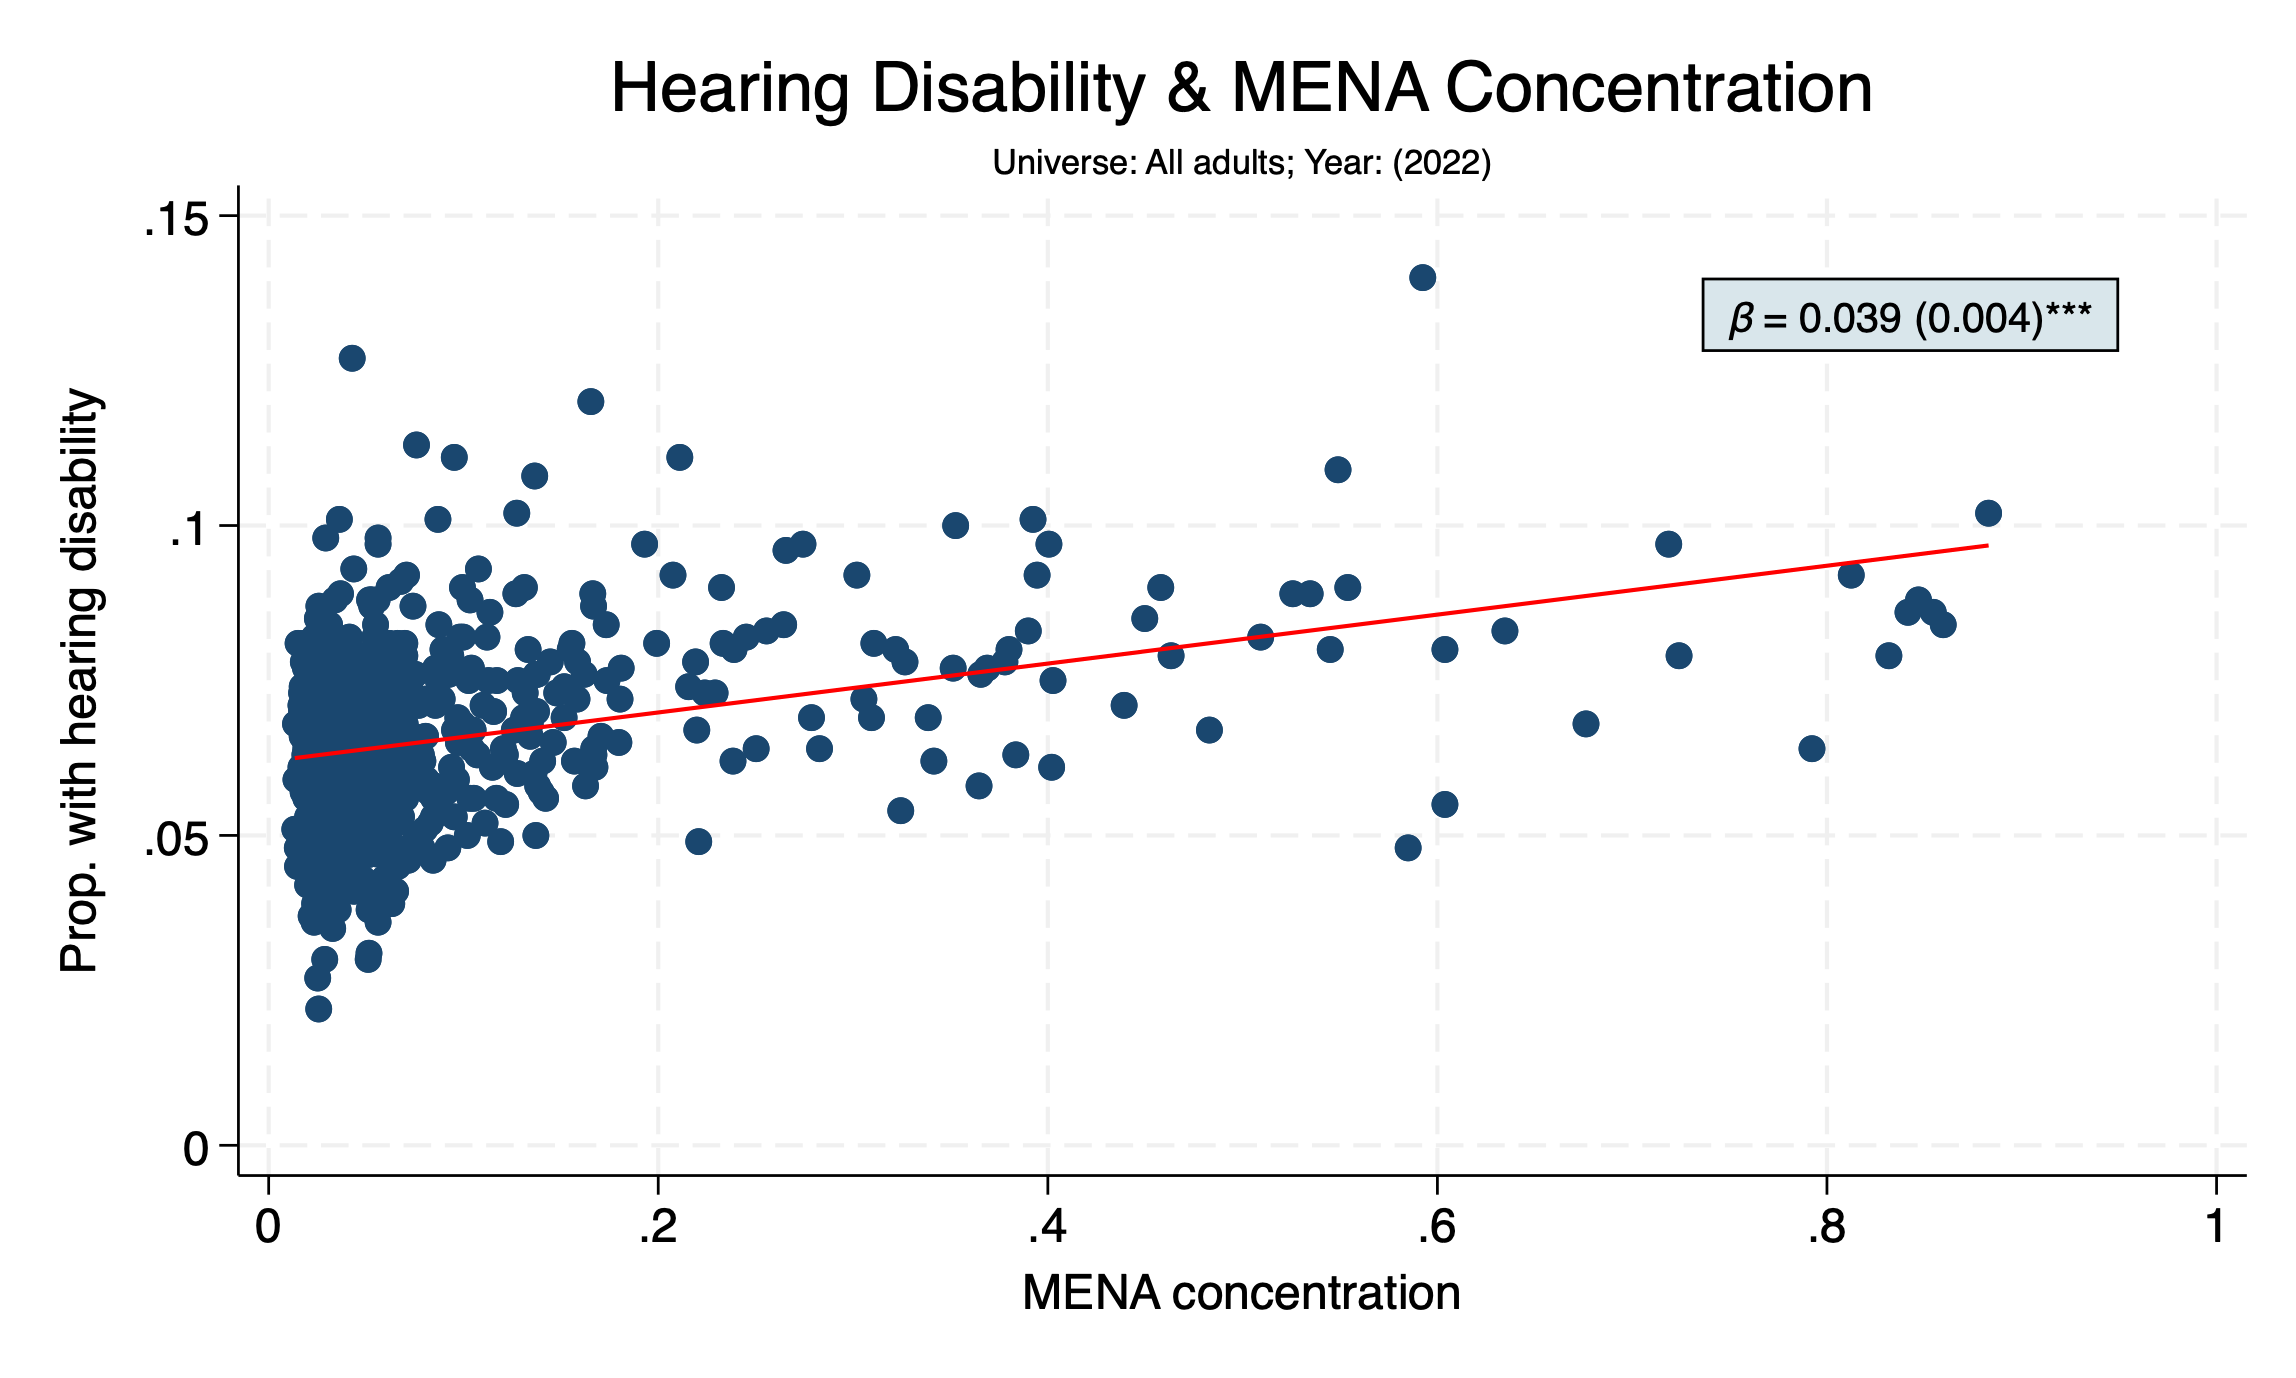 Hearing Disability & MENA Concentration
Universe: All adults; Year: (2022)
β = 0.039 (0.004)***
Prop. with hearing disability
.15
.1
.05
0
0 .2 .4 .6 .8 1
MENA concentration